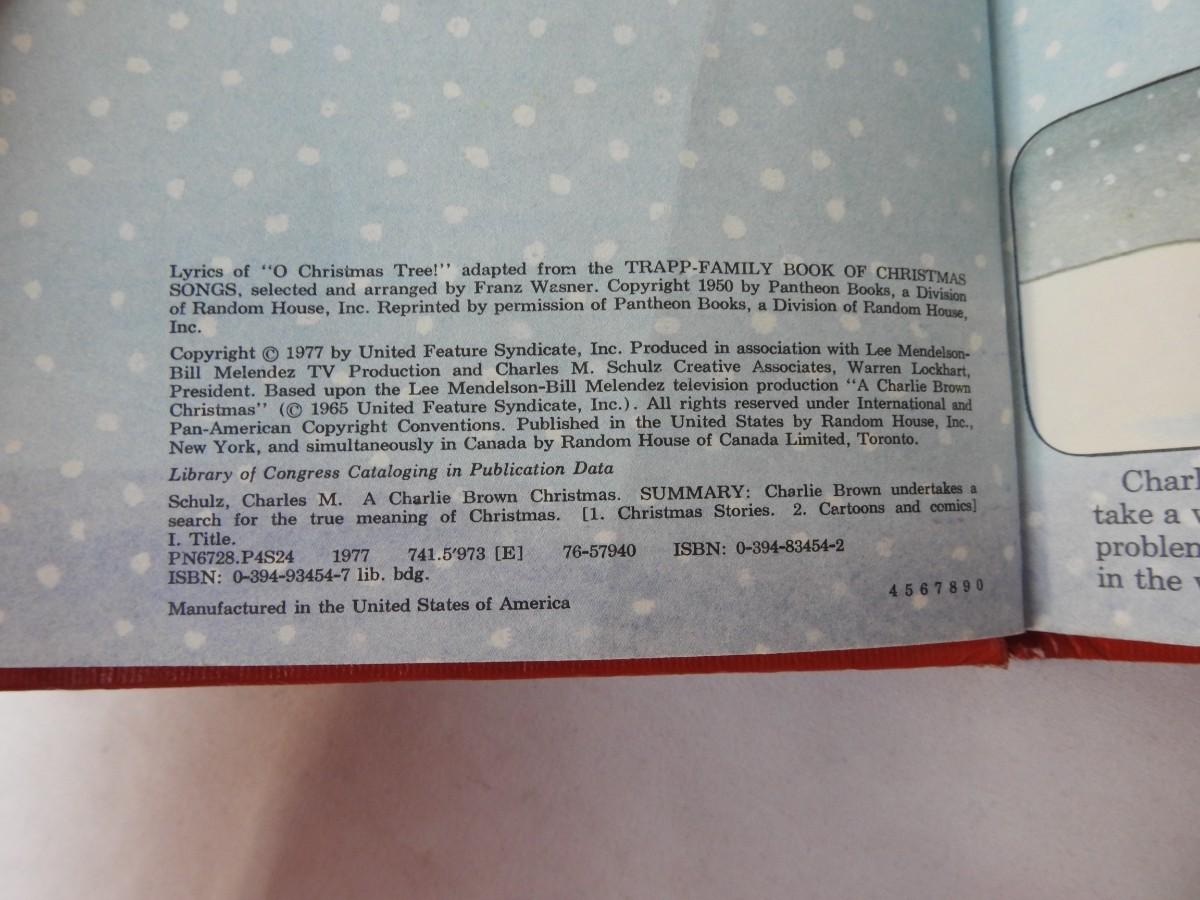 Lyrics of "O Christmas Tree!" adapted from the TRAPP-FAMILY BOOK OF CHRISTMAS
SONGS, selected and arranged by Franz Wasner. Copyright 1950 by Pantheon Books, a Division
of Random House, Inc. Reprinted by permission of Pantheon Books, a Division of Random House,
Inc.
Copyright © 1977 by United Feature Syndicate, Inc. Produced in association with Lee Mendelson-
Bill Melendez TV Production and Charles M. Schulz Creative Associates, Warren Lockhart,
President. Based upon the Lee Mendelson-Bill Melendez television production "A Charlie Brown
Christmas" (© 1965 United Feature Syndicate, Inc.). All rights reserved under International and
Pan-American Copyright Conventions. Published in the United States by Random House, Inc.,
New York, and simultaneously in Canada by Random House of Canada Limited, Toronto.
Library of Congress Cataloging in Publication Data
Schulz, Charles M. A Charlie Brown Christmas. SUMMARY: Charlie Brown undertakes a
search for the true meaning of Christmas. [1. Christmas Stories. 2. Cartoons and comics]
I. Title.
PN6728.P4S24 1977 741.5'973 [E] 76-57940 ISBN: 0-394-83454-2
ISBN: 0-394-93454-7 lib. bdg.
Manufactured in the United States of America
4 5 6 7 8 9 0
take a
in the